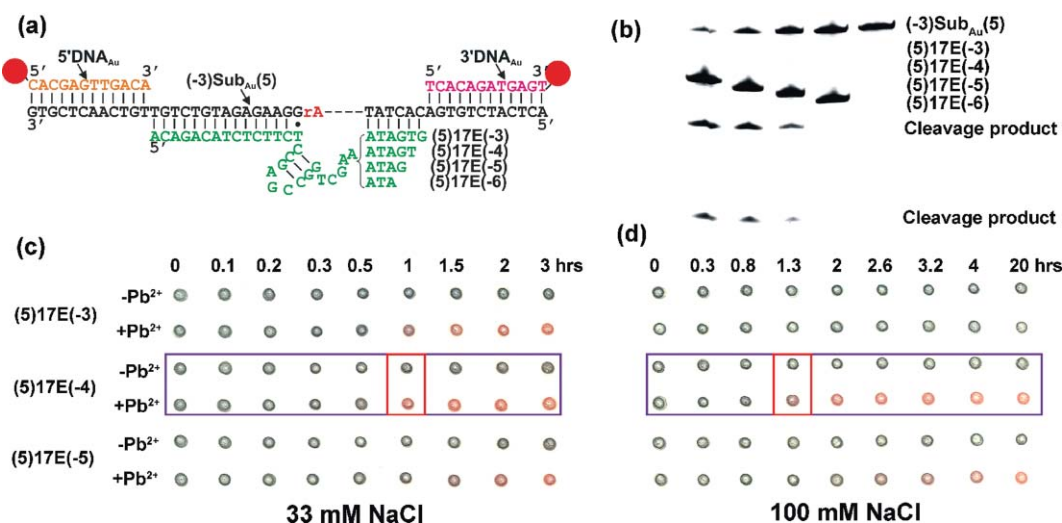 (a)
5'DNAAu
3'DNAAu
5' 3' (-3)SubAu(5) 5' 3'
CACGAGTTGACA TCACAGATGAGT
GTGCTCAACTGTTGTCTGTAGAGAAGGrA----TATCACAGTGTCTACTCA
3' 5'
ACAGACATCTCTTCT
5'
C
C
G
A
G
C
C
G
G
C
T
G
A
A
ATAGTG (5)17E(-3)
ATAGT (5)17E(-4)
ATAG (5)17E(-5)
ATA (5)17E(-6)
(b)
(-3)SubAu(5)
(5)17E(-3)
(5)17E(-4)
(5)17E(-5)
(5)17E(-6)
Cleavage product
Cleavage product
(c)
0 0.1 0.2 0.3 0.5 1 1.5 2 3 hrs
(5)17E(-3)
-Pb²⁺
+Pb²⁺
(5)17E(-4)
-Pb²⁺
+Pb²⁺
(5)17E(-5)
-Pb²⁺
+Pb²⁺
33 mM NaCl
(d)
0 0.3 0.8 1.3 2 2.6 3.2 4 20 hrs
100 mM NaCl